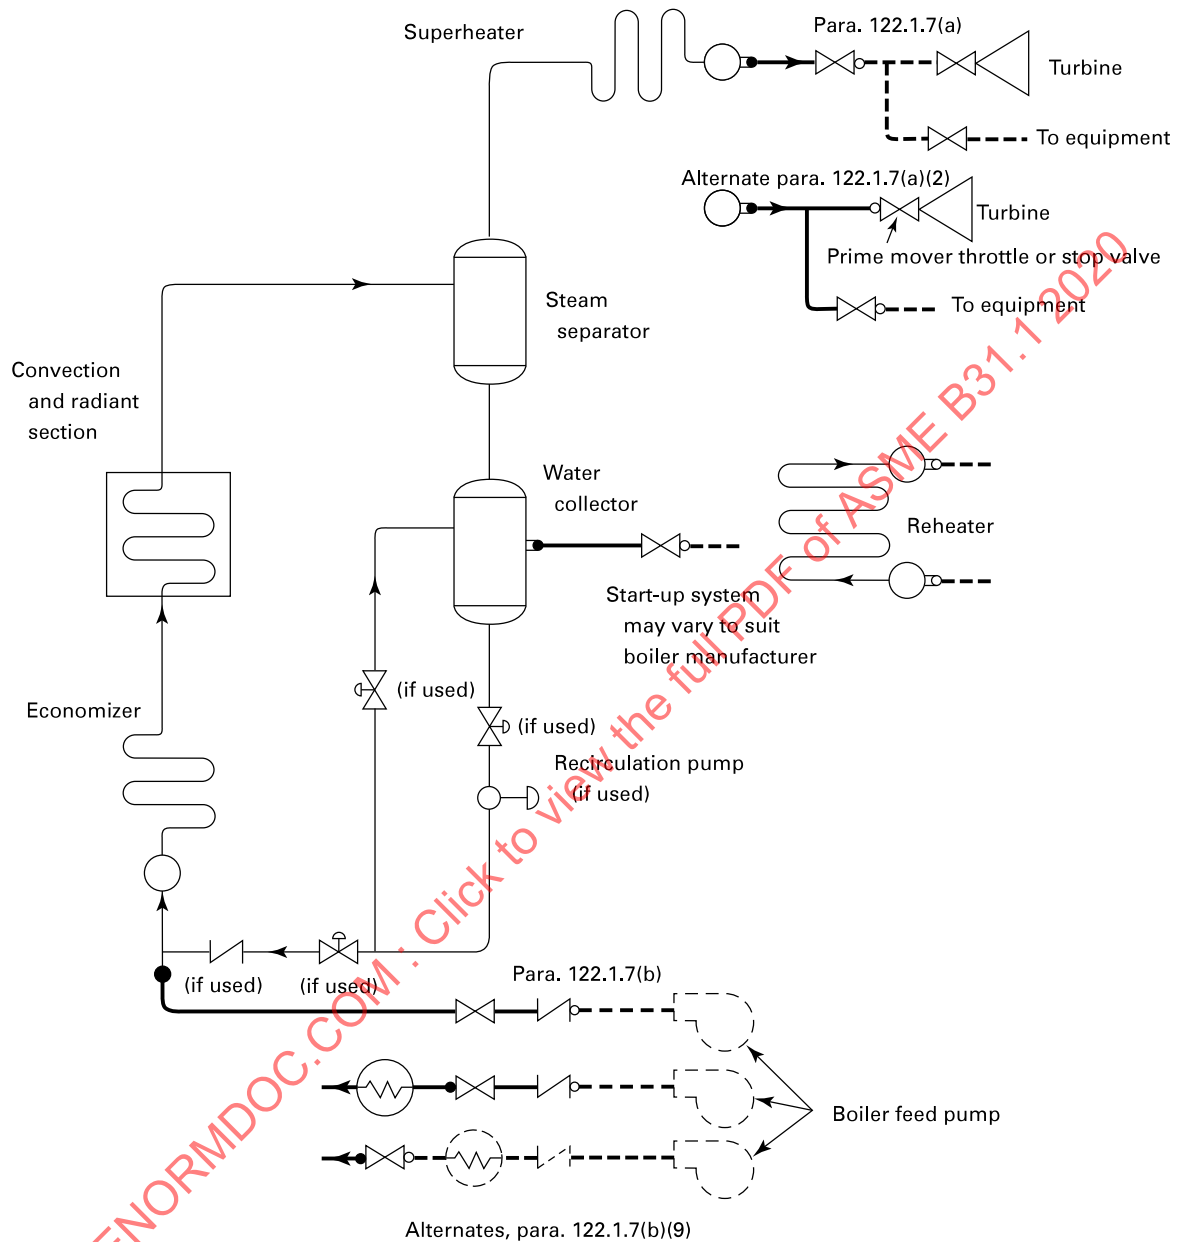 Para. 122.1.7(a)
Superheater
Turbine
To equipment
Alternate para. 122.1.7(a)(2)
Turbine
Prime mover throttle or stop valve
To equipment
Steam
separator
Convection
and radiant
section
Water
collector
Reheater
Start-up system
may vary to suit
boiler manufacturer
(if used)
Economizer
(if used)
Recirculation pump
(if used)
Para. 122.1.7(b)
(if used)
(if used)
Boiler feed pump
Alternates, para. 122.1.7(b)(9)
ENORMDOC.COM : Click to view the full PDF of ASME B31.1 2020